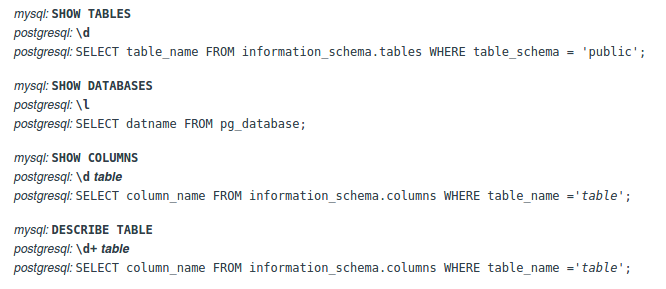 mysql: SHOW TABLES
postgresql: \d
postgresql: SELECT table_name FROM information_schema.tables WHERE table_schema = 'public';
mysql: SHOW DATABASES
postgresql: \l
postgresql: SELECT datname FROM pg_database;
mysql: SHOW COLUMNS
postgresql: \d table
postgresql: SELECT column_name FROM information_schema.columns WHERE table_name ='table';
mysql: DESCRIBE TABLE
postgresql: \d+ table
postgresql: SELECT column_name FROM information_schema.columns WHERE table_name ='table';